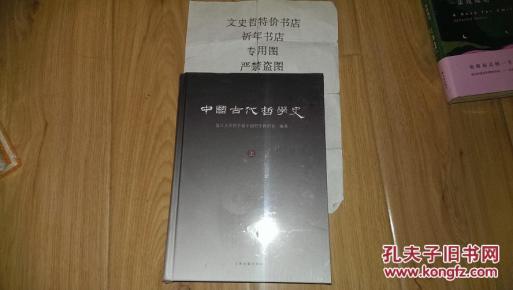 文史哲特价书店
祈年书店
专用图
严禁盗图
中國古代哲學史
上
孔夫子旧书网
www.kongfz.com